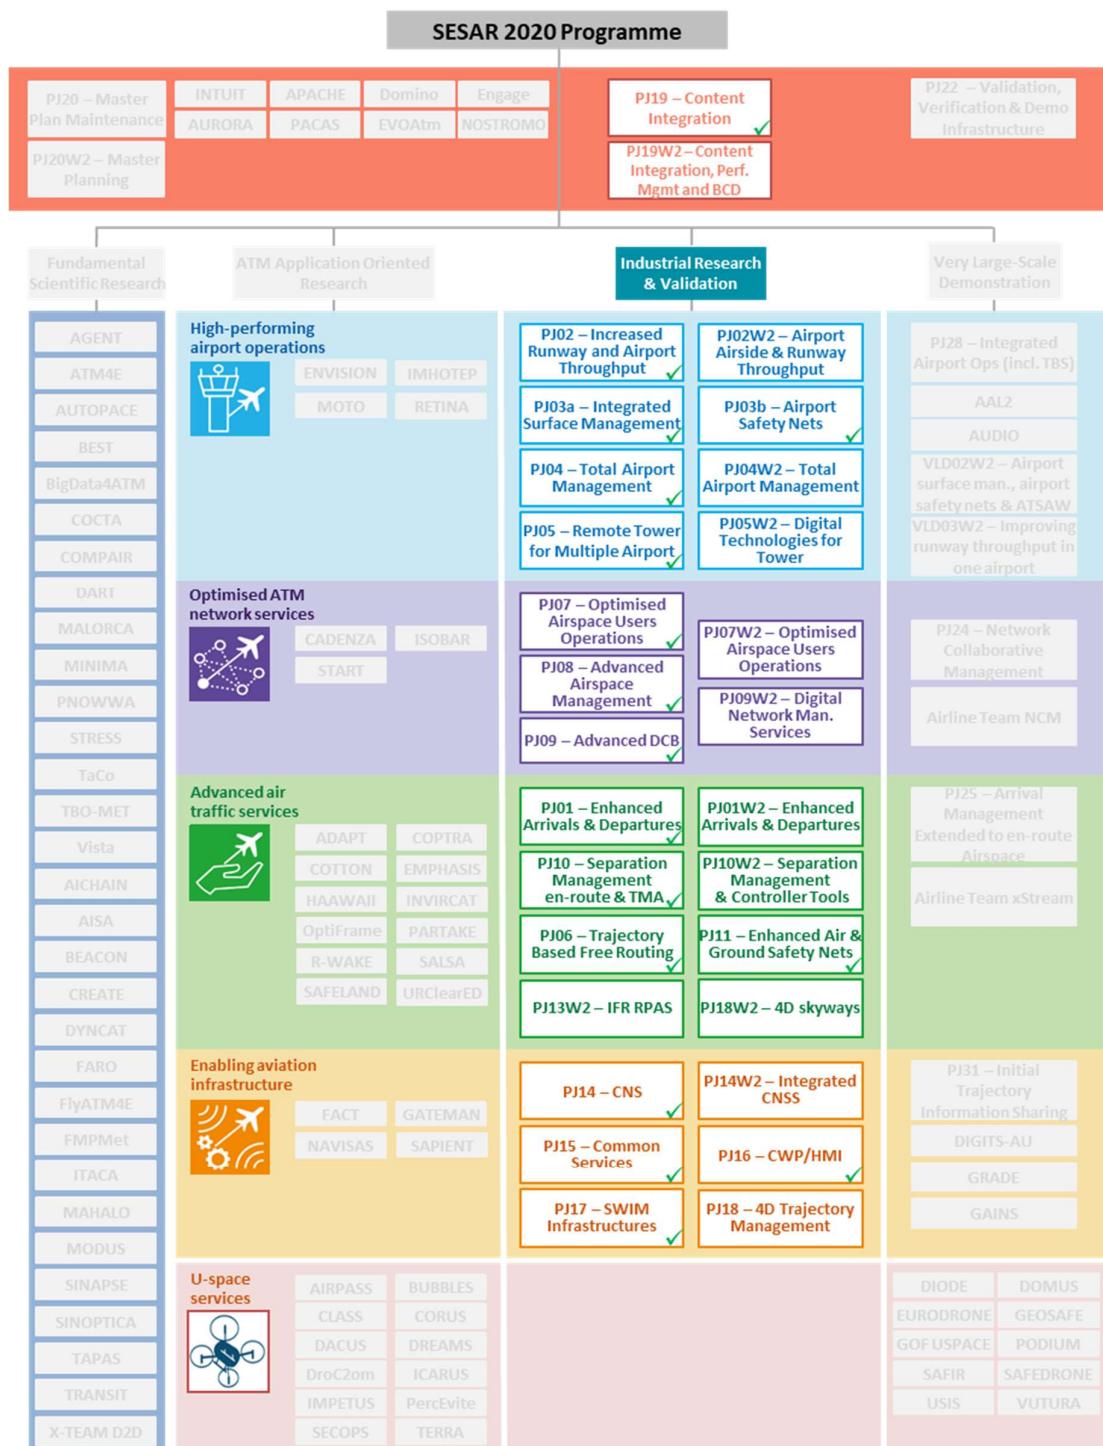 SESAR 2020 Programme
PJ20 – Master
Plan Maintenance
PJ20W2 – Master
Planning
INTUIT
APACHE
Domino
Engage
AURORA
PACAS
EVOAtm
NOSTROMO
PJ19 – Content
Integration
PJ19W2 – Content
Integration, Perf.
Mgmt and BCD
PJ22 – Validation,
Verification & Demo
Infrastructure
Fundamental
Scientific Research
ATM Application Oriented
Research
Industrial Research
& Validation
Very Large-Scale
Demonstration
AGENT
ATM4E
AUTOPACE
BEST
BigData4ATM
COCTA
COMPAIR
DART
MALORCA
MINIMA
PNOWWA
STRESS
TaCo
TBO-MET
Vista
AICHAIN
AISA
BEACON
CREATE
DYNCAT
FARO
FlyATM4E
FMPMet
ITACA
MAHALO
MODUS
SINAPSE
SINOPTICA
TAPAS
TRANSIT
X-TEAM D2D
High-performing
airport operations
ENVISION
IMHOTEP
MOTO
RETINA
PJ02 – Increased
Runway and Airport
Throughput
PJ02W2 – Airport
Airside & Runway
Throughput
PJ03a – Integrated
Surface Management
PJ03b – Airport
Safety Nets
PJ04 – Total Airport
Management
PJ04W2 – Total
Airport Management
PJ05 – Remote Tower
for Multiple Airport
PJ05W2 – Digital
Technologies for
Tower
PJ28 – Integrated
Airport Ops (incl. TBS)
AAL2
AUDIO
VLD02W2 – Airport
surface man., airport
safety nets & ATSAW
VLD03W2 – Improving
runway throughput in
one airport
Optimised ATM
network services
CADENZA
ISOBAR
START
PJ07 – Optimised
Airspace Users
Operations
PJ07W2 – Optimised
Airspace Users
Operations
PJ08 – Advanced
Airspace
Management
PJ09W2 – Digital
Network Man.
Services
PJ09 – Advanced DCB
PJ24 – Network
Collaborative
Management
Airline Team NCM
Advanced air
traffic services
ADAPT
COPTRA
COTTON
EMPHASIS
HAAWAII
INVIRCAT
OptiFrame
PARTAKE
R-WAKE
SALSA
SAFELAND
URClearED
PJ01 – Enhanced
Arrivals & Departures
PJ01W2 – Enhanced
Arrivals & Departures
PJ10 – Separation
Management
en-route & TMA
PJ10W2 – Separation
Management
& Controller Tools
PJ06 – Trajectory
Based Free Routing
PJ11 – Enhanced Air &
Ground Safety Nets
PJ13W2 – IFR RPAS
PJ18W2 – 4D skyways
PJ25 – Arrival
Management
Extended to en-route
Airspace
Airline Team xStream
Enabling aviation
infrastructure
FACT
GATEMAN
NAVISAS
SAPIENT
PJ14 – CNS
PJ14W2 – Integrated
CNSS
PJ15 – Common
Services
PJ16 – CWP/HMI
PJ17 – SWIM
Infrastructures
PJ18 – 4D Trajectory
Management
PJ31 – Initial
Trajectory
Information Sharing
DIGITS-AU
GRADE
GAINS
U-space
services
AIRPASS
BUBBLES
CLASS
CORUS
DACUS
DREAMS
DroC2om
ICARUS
IMPETUS
PercEvite
SECOPS
TERRA
DIODE
DOMUS
EURODRONE
GEOSAFE
GOF USPACE
PODIUM
SAFIR
SAFEDRONE
USIS
VUTURA